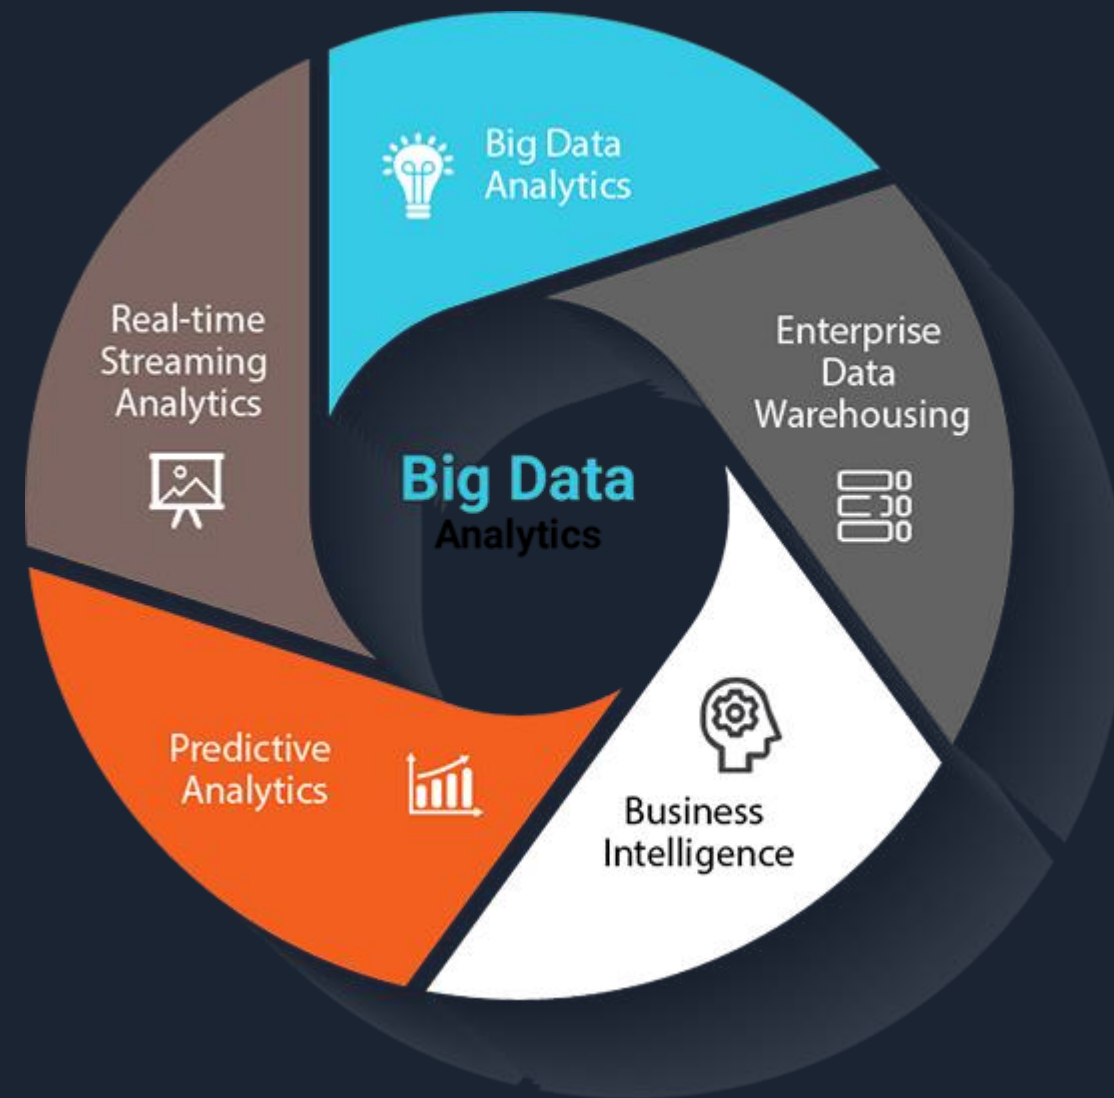 Big Data
Analytics
Real-time
Streaming
Analytics
Enterprise
Data
Warehousing
Big Data
Analytics
Predictive
Analytics
Business
Intelligence